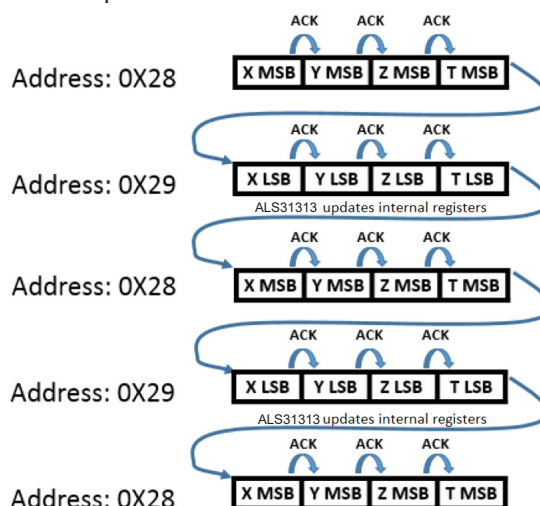 ACK ACK ACK
Address: 0X28 X MSB Y MSB Z MSB T MSB
ACK ACK ACK
Address: 0X29 X LSB Y LSB Z LSB T LSB
ALS31313 updates internal registers
ACK ACK ACK
Address: 0X28 X MSB Y MSB Z MSB T MSB
ACK ACK ACK
Address: 0X29 X LSB Y LSB Z LSB T LSB
ALS31313 updates internal registers
ACK ACK ACK
Address: 0X28 X MSB Y MSB Z MSB T MSB